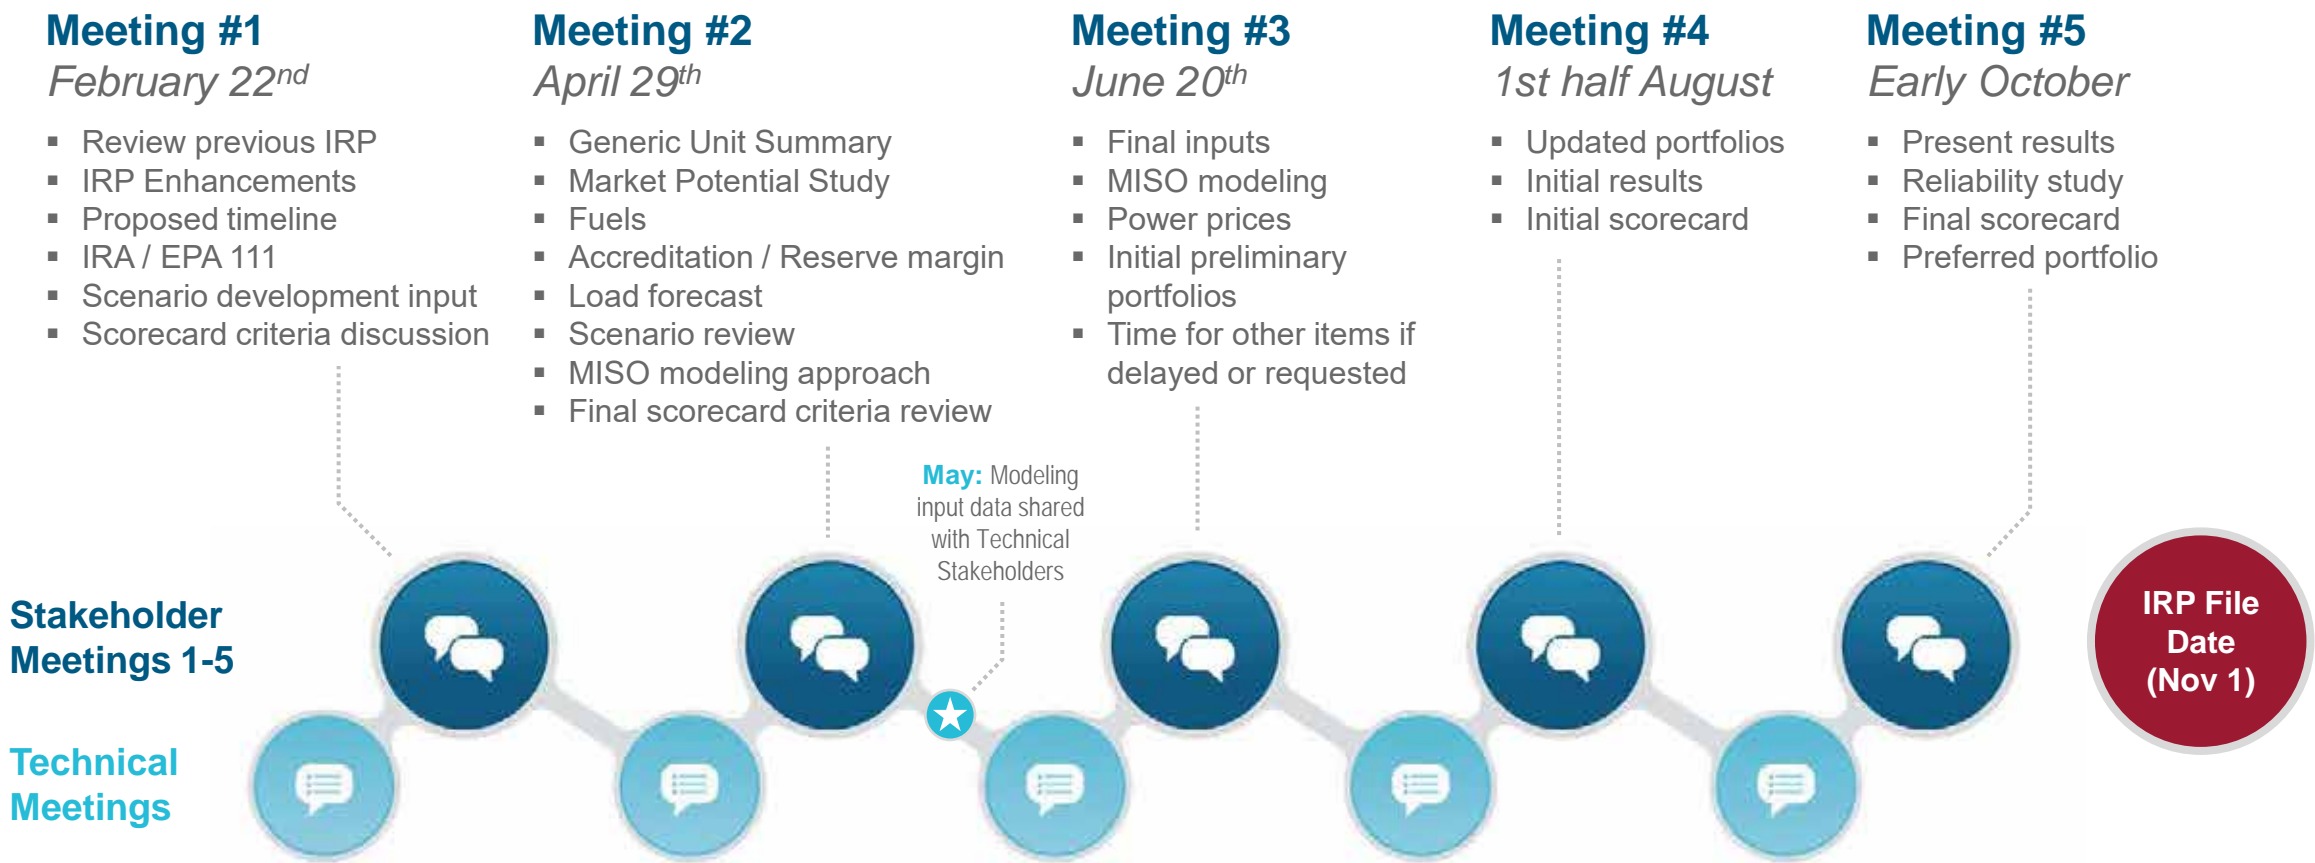 Meeting #1
February 22nd
▪ Review previous IRP
▪ IRP Enhancements
▪ Proposed timeline
▪ IRA / EPA 111
▪ Scenario development input
▪ Scorecard criteria discussion
Meeting #2
April 29th
▪ Generic Unit Summary
▪ Market Potential Study
▪ Fuels
▪ Accreditation / Reserve margin
▪ Load forecast
▪ Scenario review
▪ MISO modeling approach
▪ Final scorecard criteria review
Meeting #3
June 20th
▪ Final inputs
▪ MISO modeling
▪ Power prices
▪ Initial preliminary
portfolios
▪ Time for other items if
delayed or requested
Meeting #4
1st half August
▪ Updated portfolios
▪ Initial results
▪ Initial scorecard
Meeting #5
Early October
▪ Present results
▪ Reliability study
▪ Final scorecard
▪ Preferred portfolio
May: Modeling
input data shared
with Technical
Stakeholders
Stakeholder
Meetings 1-5
Technical
Meetings
IRP File
Date
(Nov 1)